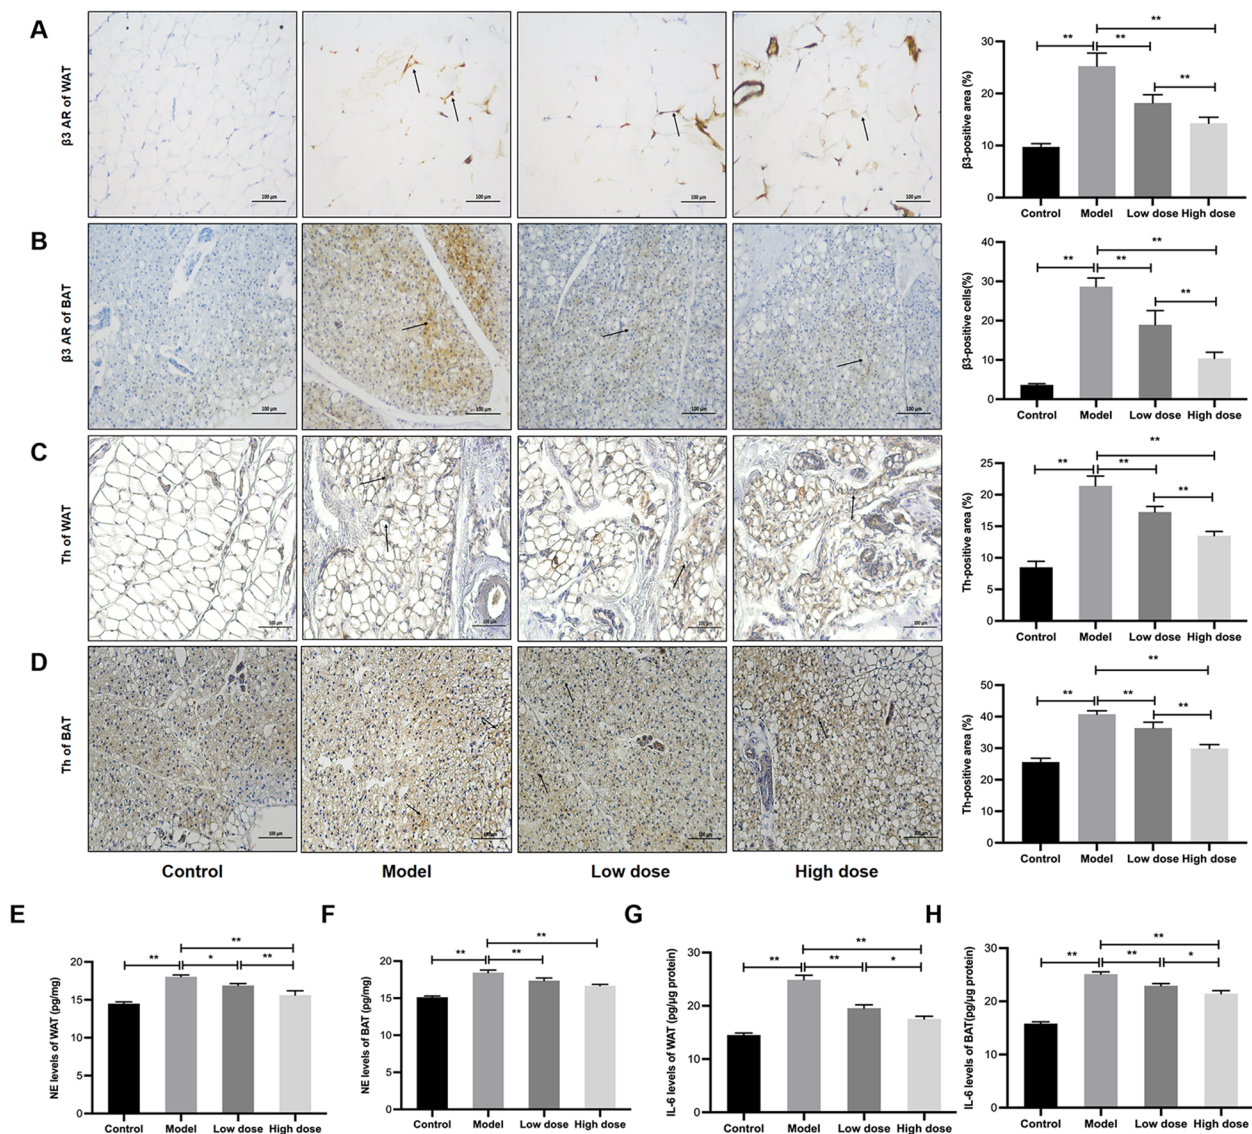 A
β3 AR of WAT
100 μm
100 μm
100 μm
100 μm
β3-positive area (%)
30
20
10
0
**
**
**
**
Control Model Low dose High dose
B
β3 AR of BAT
100 μm
100 μm
100 μm
100 μm
β3-positive cells(%)
40
30
20
10
0
**
**
**
**
Control Model Low dose High dose
C
Th of WAT
100 μm
100 μm
100 μm
100 μm
Th-positive area (%)
25
20
15
10
5
0
**
**
**
**
Control Model Low dose High dose
D
Th of BAT
100 μm
100 μm
100 μm
100 μm
Th-positive area (%)
50
40
30
20
10
0
**
**
**
**
Control Model Low dose High dose
Control Model Low dose High dose
E
NE levels of WAT (pg/mg)
20
15
10
5
0
**
**
*
**
Control Model Low dose High dose
F
NE levels of BAT (pg/mg)
20
15
10
5
0
**
**
**
Control Model Low dose High dose
G
IL-6 levels of WAT (pg/μg protein)
30
20
10
0
**
**
**
*
Control Model Low dose High dose
H
IL-6 levels of BAT(pg/μg protein)
30
20
10
0
**
**
**
*
Control Model Low dose High dose